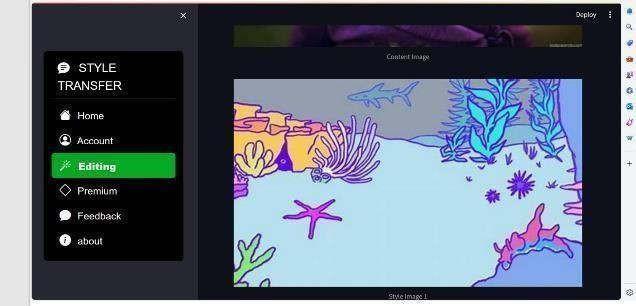 Deploy
STYLE
TRANSFER
Home
Account
Editing
Premium
Feedback
about
Content Image
Style Image 1